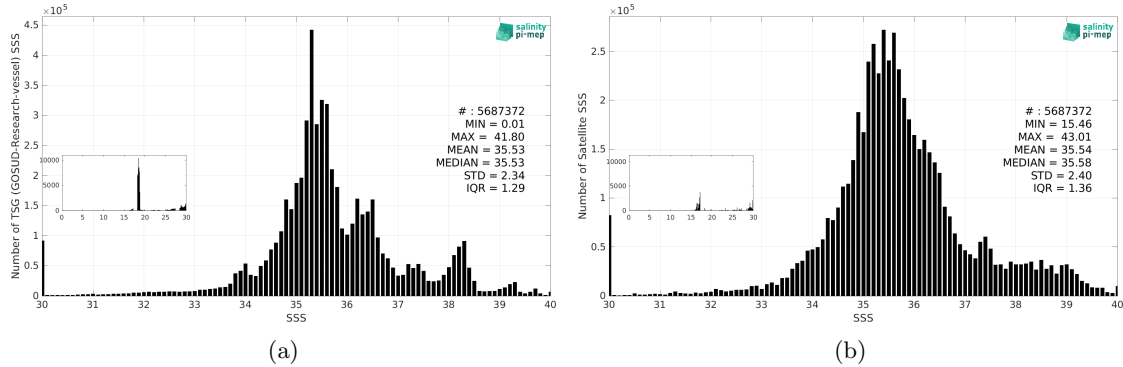 ×10^5
4.5
4
3.5
3
2.5
2
1.5
1
0.5
0
Number of TSG (GOSUD-Research-vessel) SSS
salinity
pi-mep
# : 5687372
MIN = 0.01
MAX = 41.80
MEAN = 35.53
MEDIAN = 35.53
STD = 2.34
IQR = 1.29
10000
5000
0
0 5 10 15 20 25 30
30 31 32 33 34 35 36 37 38 39 40
SSS
(a)
×10^5
2.5
2
1.5
1
0.5
0
Number of Satellite SSS
salinity
pi-mep
# : 5687372
MIN = 15.46
MAX = 43.01
MEAN = 35.54
MEDIAN = 35.58
STD = 2.40
IQR = 1.36
10000
5000
0
0 5 10 15 20 25 30
30 31 32 33 34 35 36 37 38 39 40
SSS
(b)